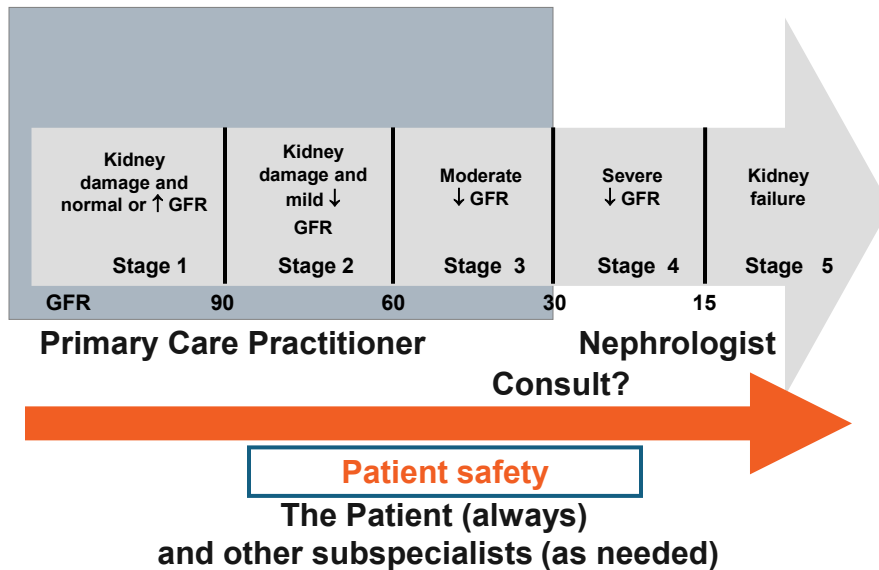 Kidney
damage and
normal or ↑ GFR
Stage 1
Kidney
damage and
mild ↓
GFR
Stage 2
Moderate
↓ GFR
Stage 3
Severe
↓ GFR
Stage 4
Kidney
failure
Stage 5
GFR 90 60 30 15
Primary Care Practitioner Nephrologist
Consult?
Patient safety
The Patient (always)
and other subspecialists (as needed)